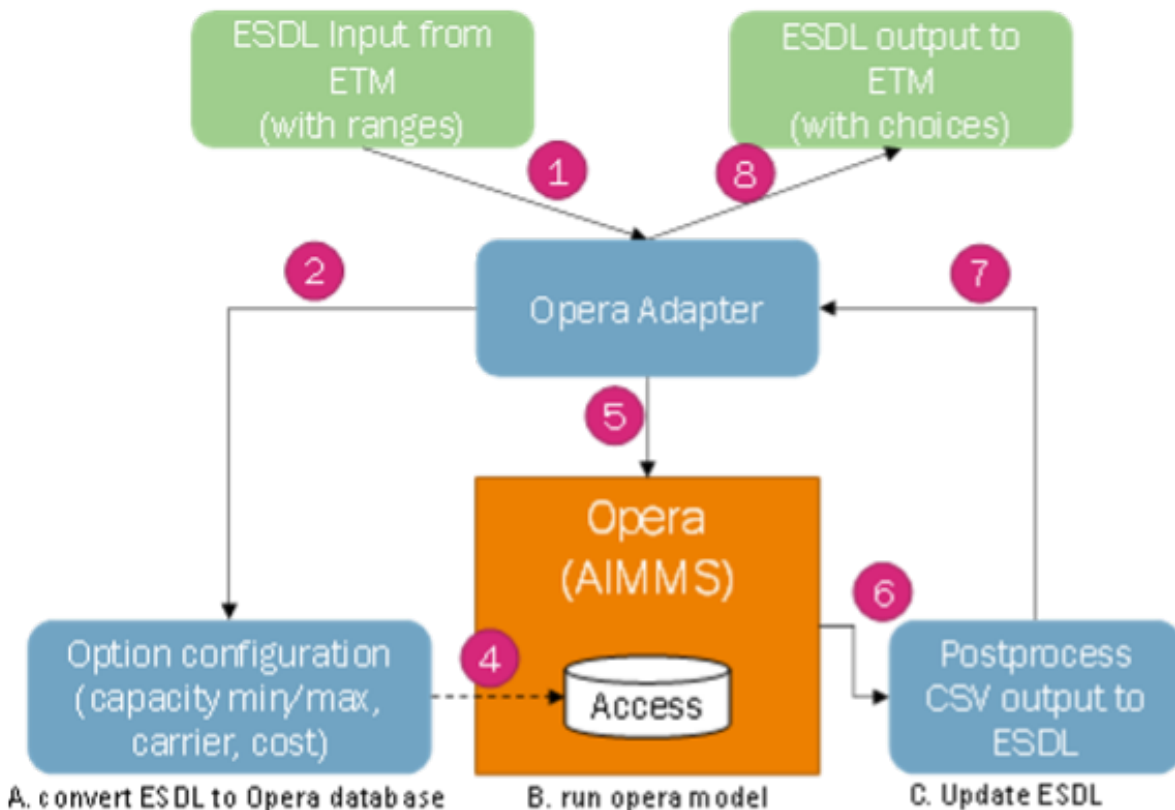 ESDL Input from
ETM
(with ranges)
ESDL output to
ETM
(with choices)
1
8
2
7
Opera Adapter
5
Opera
(AIMMS)
6
Option configuration
(capacity min/max,
carrier, cost)
4
Access
Postprocess
CSV output to
ESDL
A. convert ESDL to Opera database
B. run opera model
C. Update ESDL